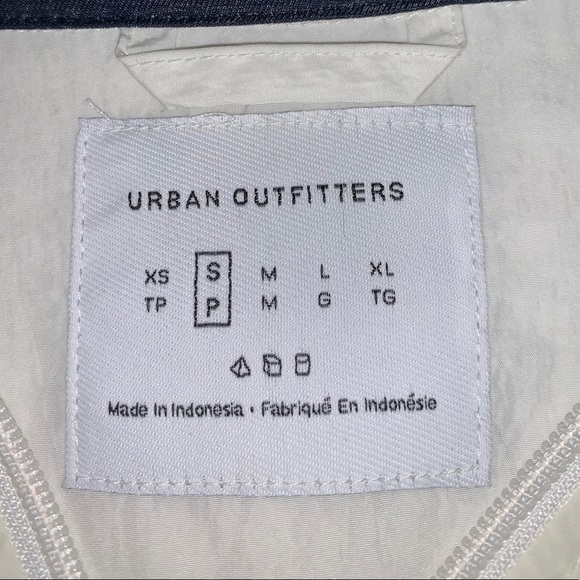 URBAN OUTFITTERS
XS S M L XL
TP P M G TG
Made In Indonesia • Fabriqué En Indonésie